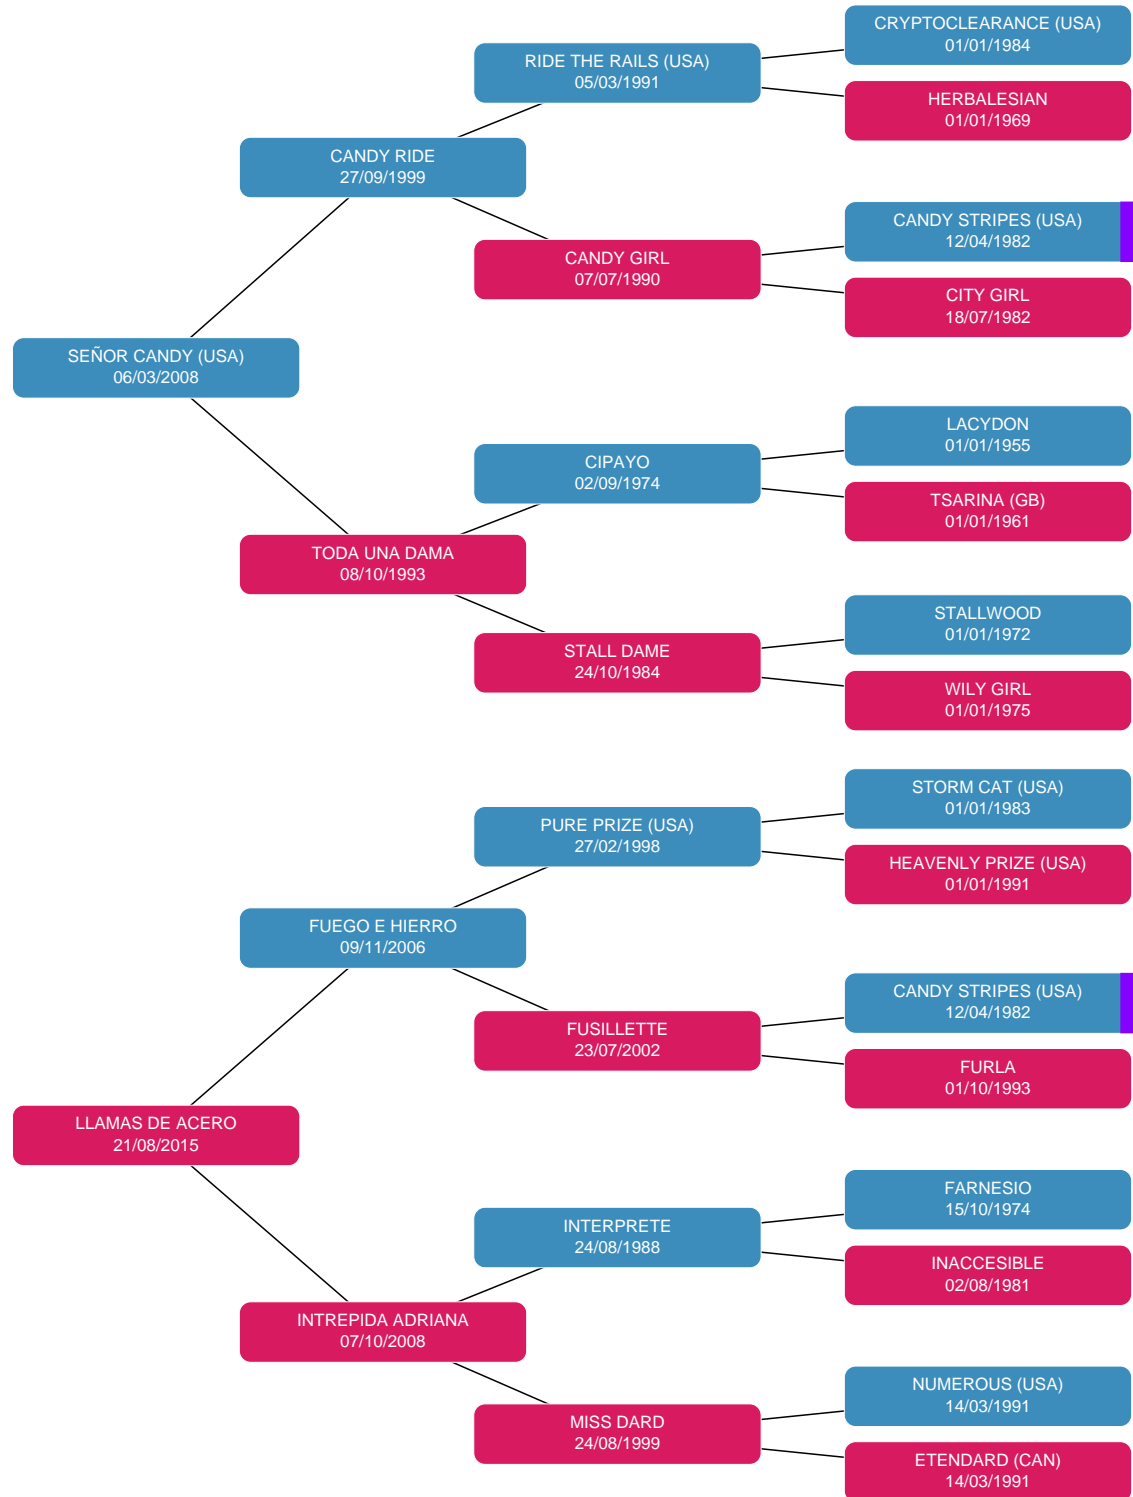 CRYPTOCLEARANCE (USA)
01/01/1984
RIDE THE RAILS (USA)
05/03/1991
HERBALESIAN
01/01/1969
CANDY RIDE
27/09/1999
CANDY STRIPES (USA)
12/04/1982
CANDY GIRL
07/07/1990
CITY GIRL
18/07/1982
SEÑOR CANDY (USA)
06/03/2008
LACYDON
01/01/1955
CIPAYO
02/09/1974
TSARINA (GB)
01/01/1961
TODA UNA DAMA
08/10/1993
STALLWOOD
01/01/1972
STALL DAME
24/10/1984
WILY GIRL
01/01/1975
STORM CAT (USA)
01/01/1983
PURE PRIZE (USA)
27/02/1998
HEAVENLY PRIZE (USA)
01/01/1991
FUEGO E HIERRO
09/11/2006
CANDY STRIPES (USA)
12/04/1982
FUSILLETTE
23/07/2002
FURLA
01/10/1993
LLAMAS DE ACERO
21/08/2015
FARNESIO
15/10/1974
INTERPRETE
24/08/1988
INACCESIBLE
02/08/1981
INTREPIDA ADRIANA
07/10/2008
NUMEROUS (USA)
14/03/1991
MISS DARD
24/08/1999
ETENDARD (CAN)
14/03/1991